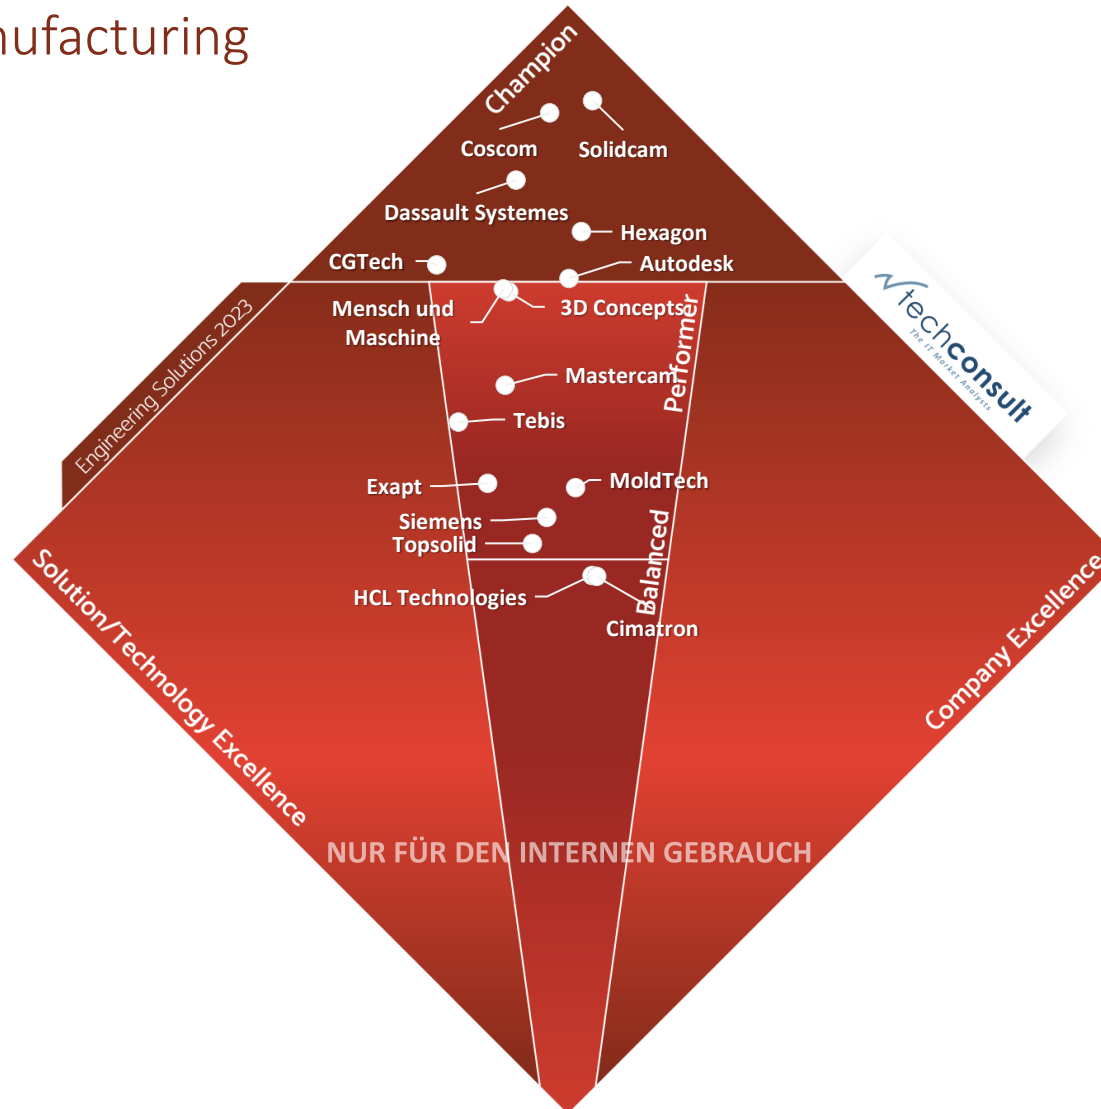 nufacturing
Champion
Coscom
Solidcam
Dassault Systemes
Hexagon
CGTech
Autodesk
Mensch und
Maschine
3D Concepts
Performer
Engineering Solutions 2023
techconsult
The IT Market Analysts
Mastercam
Tebis
Exapt
MoldTech
Siemens
Topsolid
Balanced
HCL Technologies
Cimatron
Solution/Technology Excellence
Company Excellence
NUR FÜR DEN INTERNEN GEBRAUCH